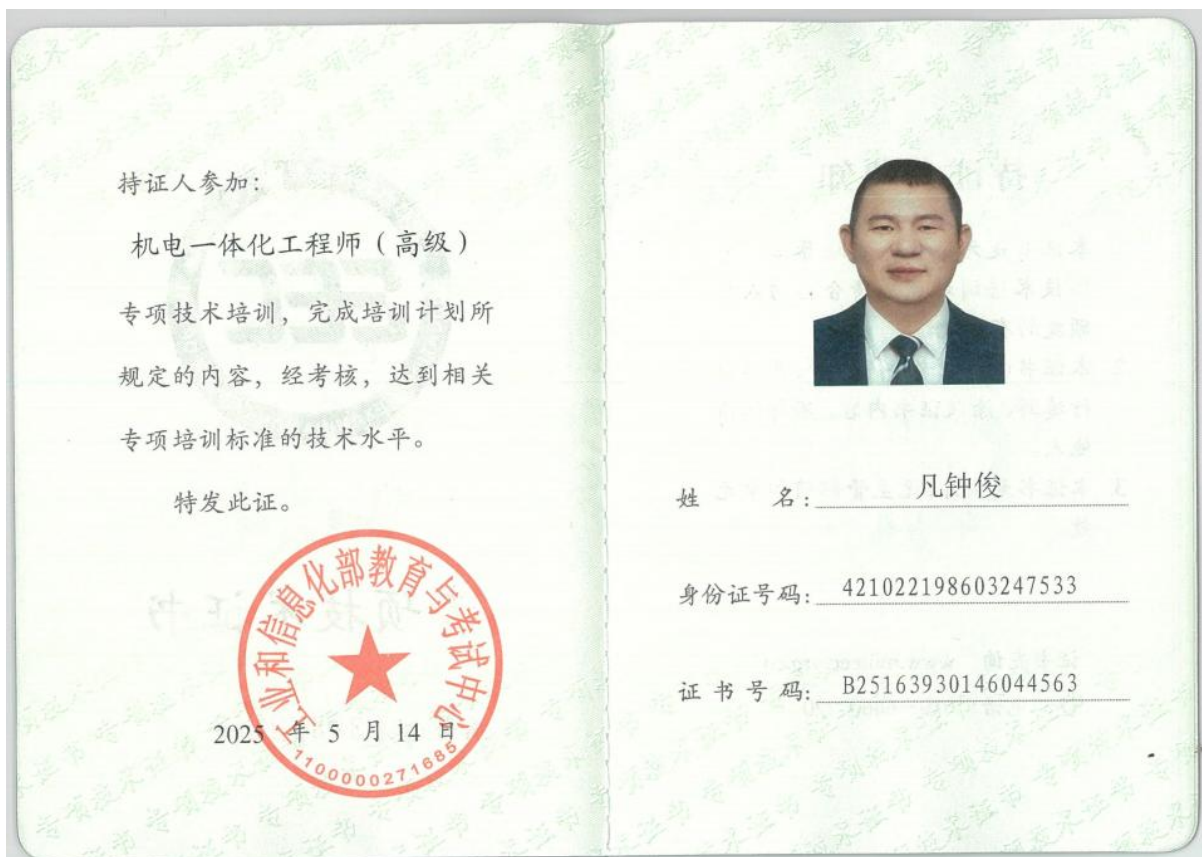 持证人参加:
机电一体化工程师(高级)
专项技术培训,完成培训计划所
规定的内容,经考核,达到相关
专项培训标准的技术水平。
特发此证。
工业和信息化部教育与考试中心
2025 年 5 月 14 日
1100000271685
姓 名: 凡钟俊
身份证号码: 421022198603247533
证书号码: B25163930146044563